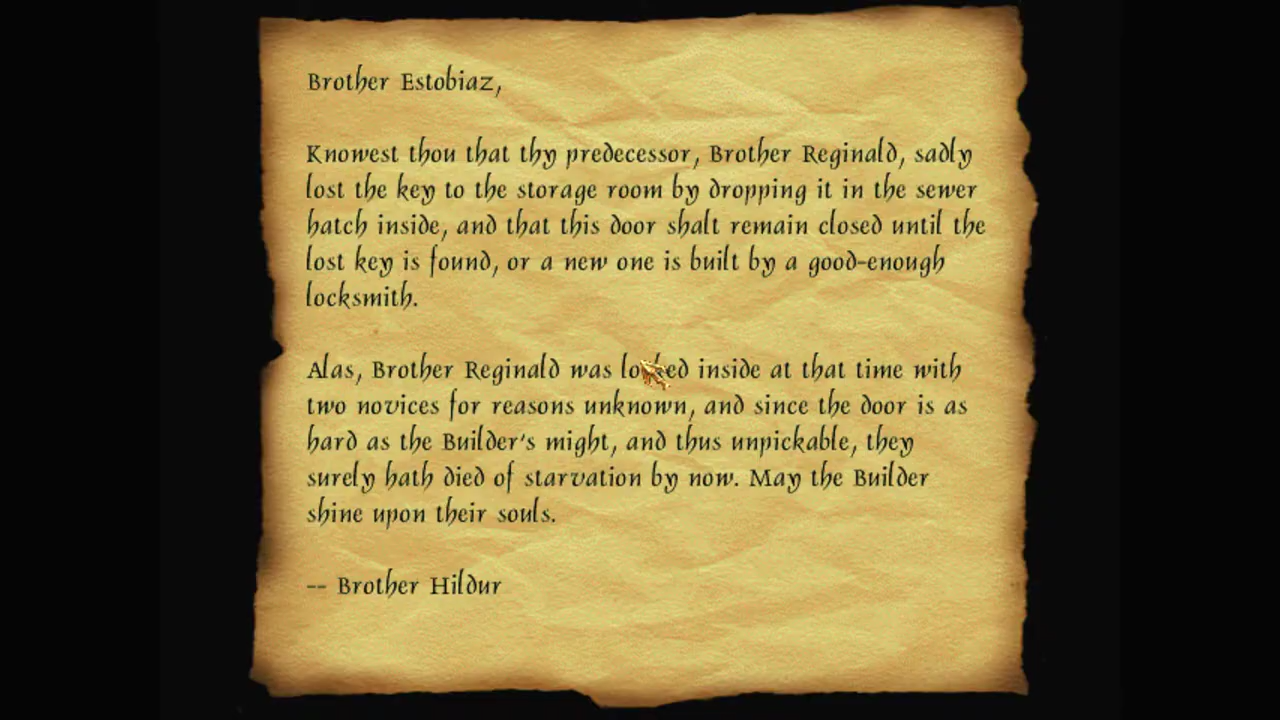 Brother Estobiaz,
Knowest thou that thy predecessor, Brother Reginald, sadly
lost the key to the storage room by dropping it in the sewer
hatch inside, and that this door shalt remain closed until the
lost key is found, or a new one is built by a good-enough
locksmith.
Alas, Brother Reginald was locked inside at that time with
two novices for reasons unknown, and since the door is as
hard as the Builder's might, and thus unpickable, they
surely hath died of starvation by now. May the Builder
shine upon their souls.
-- Brother Hildur